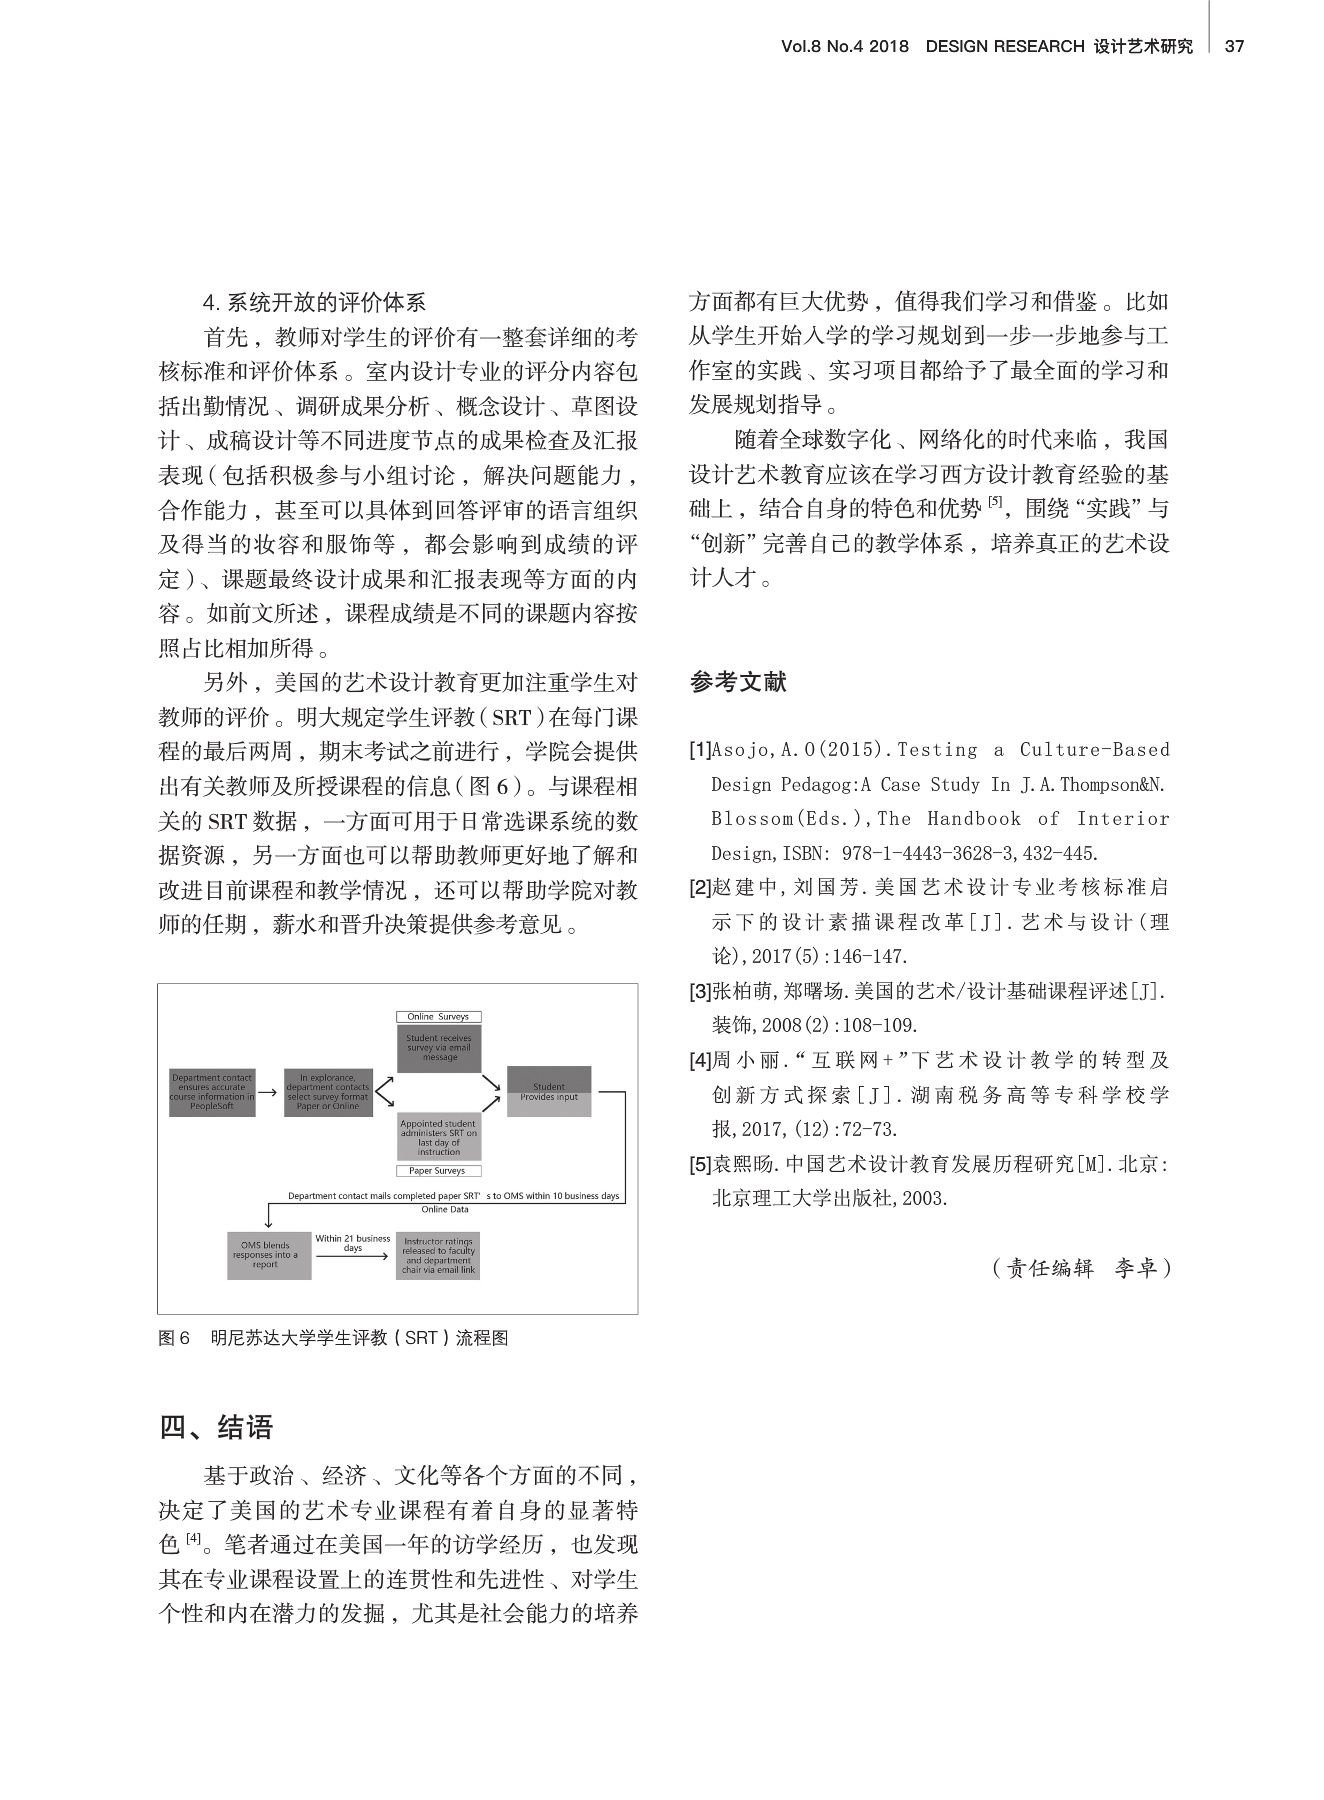 Vol.8 No.4 2018 DESIGN RESEARCH 设计艺术研究 37
4. 系统开放的评价体系
首先，教师对学生的评价有一整套详细的考
核标准和评价体系。室内设计专业的评分内容包
括出勤情况、调研成果分析、概念设计、草图设
计、成稿设计等不同进度节点的成果检查及汇报
表现（包括积极参与小组讨论，解决问题能力，
合作能力，甚至可以具体到回答评审的语言组织
及得当的妆容和服饰等，都会影响到成绩的评
定）、课题最终设计成果和汇报表现等方面的内
容。如前文所述，课程成绩是不同的课题内容按
照占比相加所得。
另外，美国的艺术设计教育更加注重学生对
教师的评价。明大规定学生评教（SRT）在每门课
程的最后两周，期末考试之前进行，学院会提供
出有关教师及所授课程的信息（图 6）。与课程相
关的 SRT 数据，一方面可用于日常选课系统的数
据资源，另一方面也可以帮助教师更好地了解和
改进目前课程和教学情况，还可以帮助学院对教
师的任期，薪水和晋升决策提供参考意见。
Online Surveys
Student receives
survey via email
message
Department contact
ensures accurate
course information in
PeopleSoft
In explorance,
department contacts
select survey format
Paper or Online
Student
Provides input
Appointed student
administers SRT on
last day of
instruction
Paper Surveys
Department contact mails completed paper SRT' s to OMS within 10 business days
Online Data
OMS blends
responses into a
report
Within 21 business
days
Instructor ratings
released to faculty
and department
chair via email link
图 6 明尼苏达大学学生评教（SRT）流程图
四、结语
基于政治、经济、文化等各个方面的不同，
决定了美国的艺术专业课程有着自身的显著特
色[4]。笔者通过在美国一年的访学经历，也发现
其在专业课程设置上的连贯性和先进性、对学生
个性和内在潜力的发掘，尤其是社会能力的培养
方面都有巨大优势，值得我们学习和借鉴。比如
从学生开始入学的学习规划到一步一步地参与工
作室的实践、实习项目都给予了最全面的学习和
发展规划指导。
随着全球数字化、网络化的时代来临，我国
设计艺术教育应该在学习西方设计教育经验的基
础上，结合自身的特色和优势[5]，围绕“实践”与
“创新”完善自己的教学体系，培养真正的艺术设
计人才。
参考文献
[1]Asojo,A.O(2015).Testing a Culture-Based
Design Pedagog:A Case Study In J.A.Thompson&N.
Blossom(Eds.),The Handbook of Interior
Design,ISBN: 978-1-4443-3628-3,432-445.
[2]赵建中,刘国芳.美国艺术设计专业考核标准启
示下的设计素描课程改革[J].艺术与设计(理
论),2017(5):146-147.
[3]张柏萌,郑曙旸.美国的艺术/设计基础课程评述[J].
装饰,2008(2):108-109.
[4]周小丽.“互联网+”下艺术设计教学的转型及
创新方式探索[J].湖南税务高等专科学校学
报,2017,(12):72-73.
[5]袁熙旸.中国艺术设计教育发展历程研究[M].北京:
北京理工大学出版社,2003.
（责任编辑 李卓）